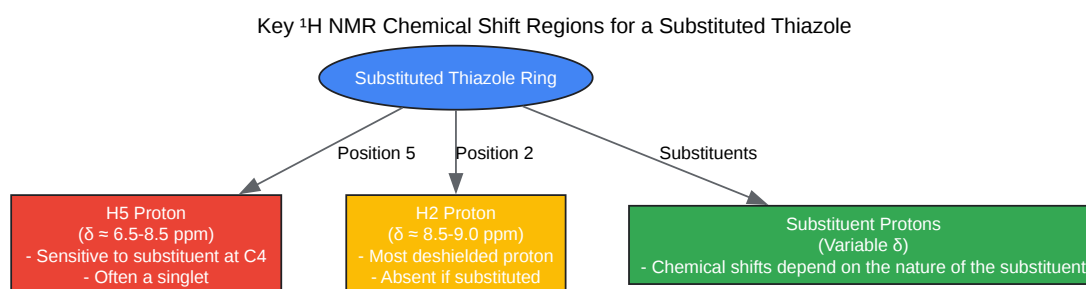 Key ¹H NMR Chemical Shift Regions for a Substituted Thiazole
Substituted Thiazole Ring
Position 5
Position 2
Substituents
H5 Proton
(δ ≈ 6.5-8.5 ppm)
- Sensitive to substituent at C4
- Often a singlet
H2 Proton
(δ ≈ 8.5-9.0 ppm)
- Most deshielded proton
- Absent if substituted
Substituent Protons
(Variable δ)
- Chemical shifts depend on the nature of the substituent